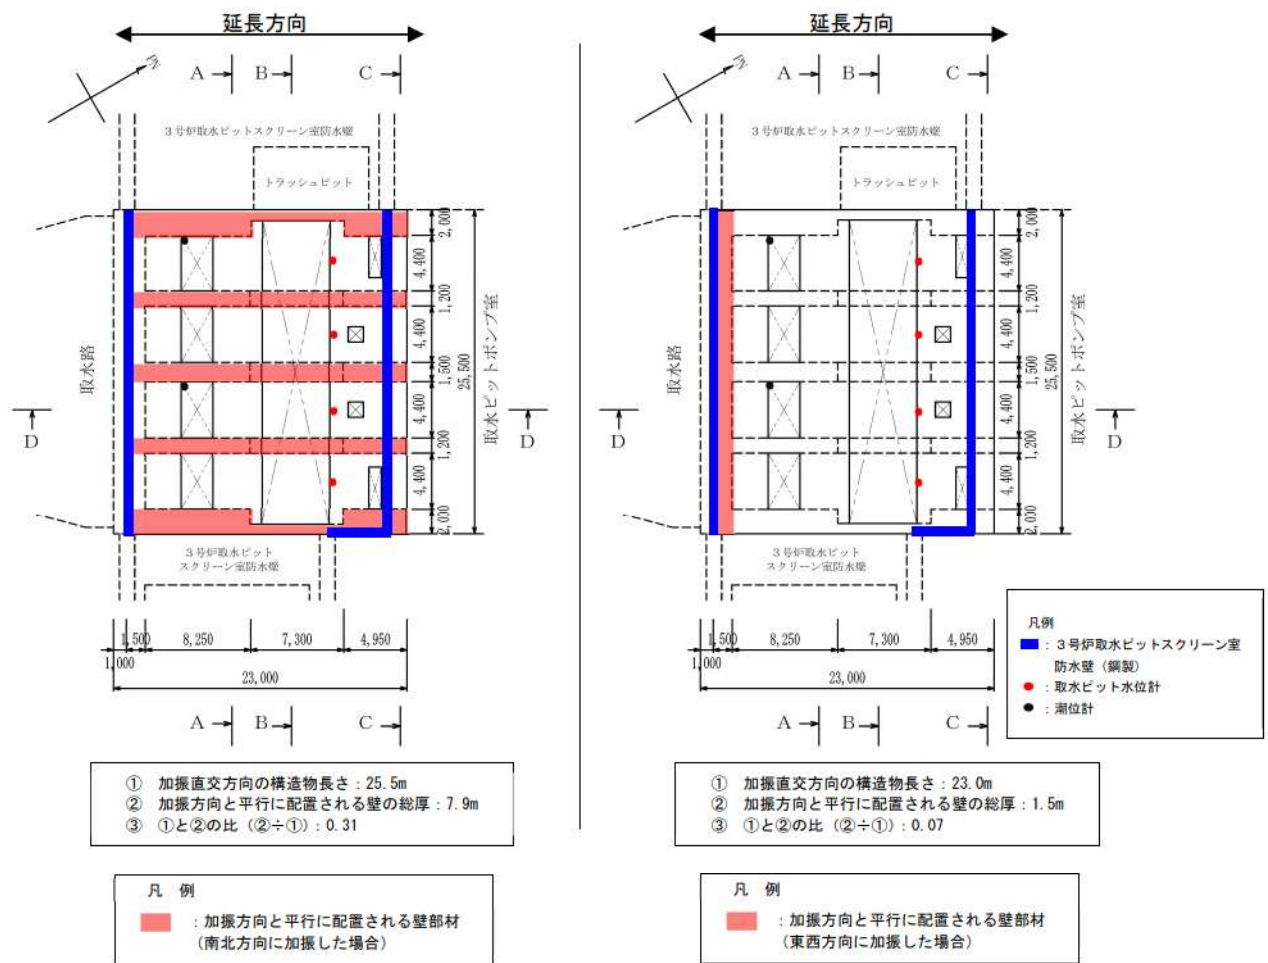 延長方向
A
B
C
PN
3号炉取水ピットスクリーン室防水壁
トラッシュピット
2,000
4,400
1,200
4,400
1,500
4,400
1,200
4,400
2,000
25,500
取水路
取水ピットポンプ室
D
D
3号炉取水ピット
スクリーン室防水壁
1,500
8,250
7,300
4,950
1,000
23,000
A
B
C
① 加振直交方向の構造物長さ:25.5m
② 加振方向と平行に配置される壁の総厚:7.9m
③ ①と②の比(②÷①):0.31
凡 例
:加振方向と平行に配置される壁部材
(南北方向に加振した場合)
延長方向
A
B
C
PN
3号炉取水ピットスクリーン室防水壁
トラッシュピット
2,000
4,400
1,200
4,400
1,500
4,400
1,200
4,400
2,000
25,500
取水路
取水ピットポンプ室
D
D
3号炉取水ピット
スクリーン室防水壁
1,500
8,250
7,300
4,950
1,000
23,000
A
B
C
凡例
:3号炉取水ピットスクリーン室
防水壁(鋼製)
:取水ピット水位計
:潮位計
① 加振直交方向の構造物長さ:23.0m
② 加振方向と平行に配置される壁の総厚:1.5m
③ ①と②の比(②÷①):0.07
凡 例
:加振方向と平行に配置される壁部材
(東西方向に加振した場合)